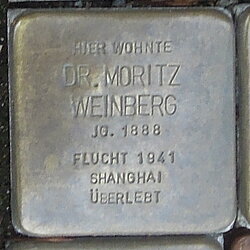 HIER WOHNTE
DR. MORITZ
WEINBERG
JG. 1888
FLUCHT 1941
SHANGHAI
ÜBERLEBT